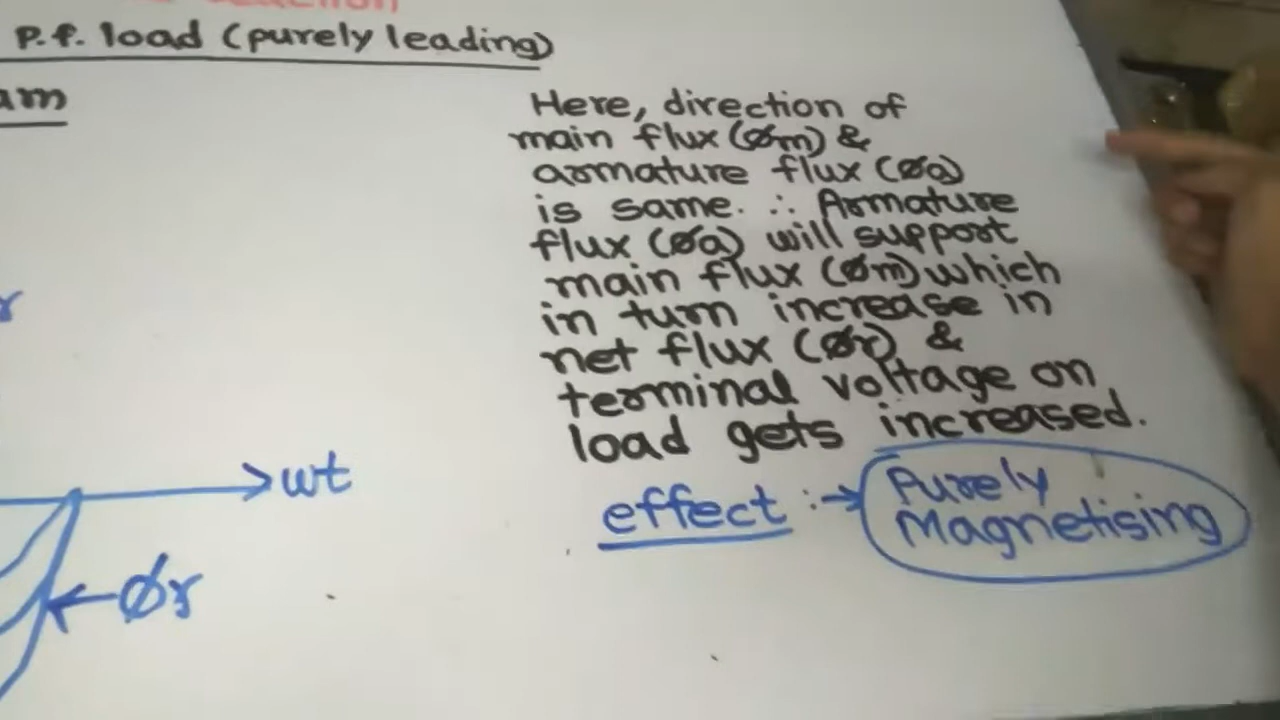 P.f. load (purely leading)
Here, direction of
main flux (Øm) &
armature flux (Øa)
is same. ∴ Armature
flux (Øa) will support
main flux (Øm) which
in turn increase in
net flux (Ør) &
terminal voltage on
load gets increased.
effect :→ Purely
Magnetising
→ωt
←Ør